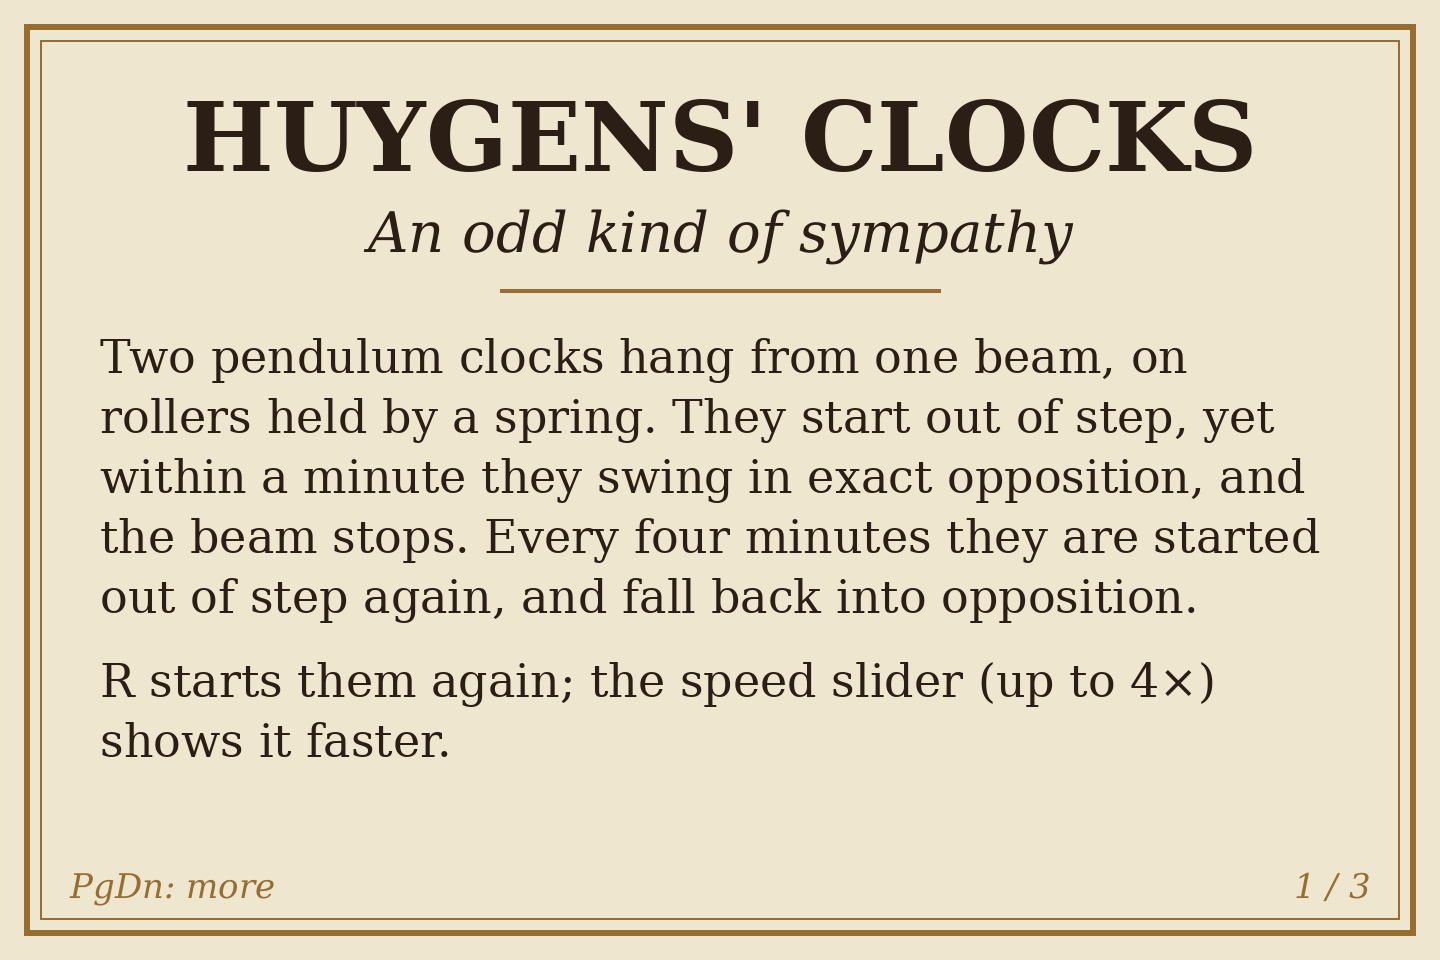 HUYGENS' CLOCKS
An odd kind of sympathy
Two pendulum clocks hang from one beam, on
rollers held by a spring. They start out of step, yet
within a minute they swing in exact opposition, and
the beam stops. Every four minutes they are started
out of step again, and fall back into opposition.
R starts them again; the speed slider (up to 4×)
shows it faster.
PgDn: more
1 / 3